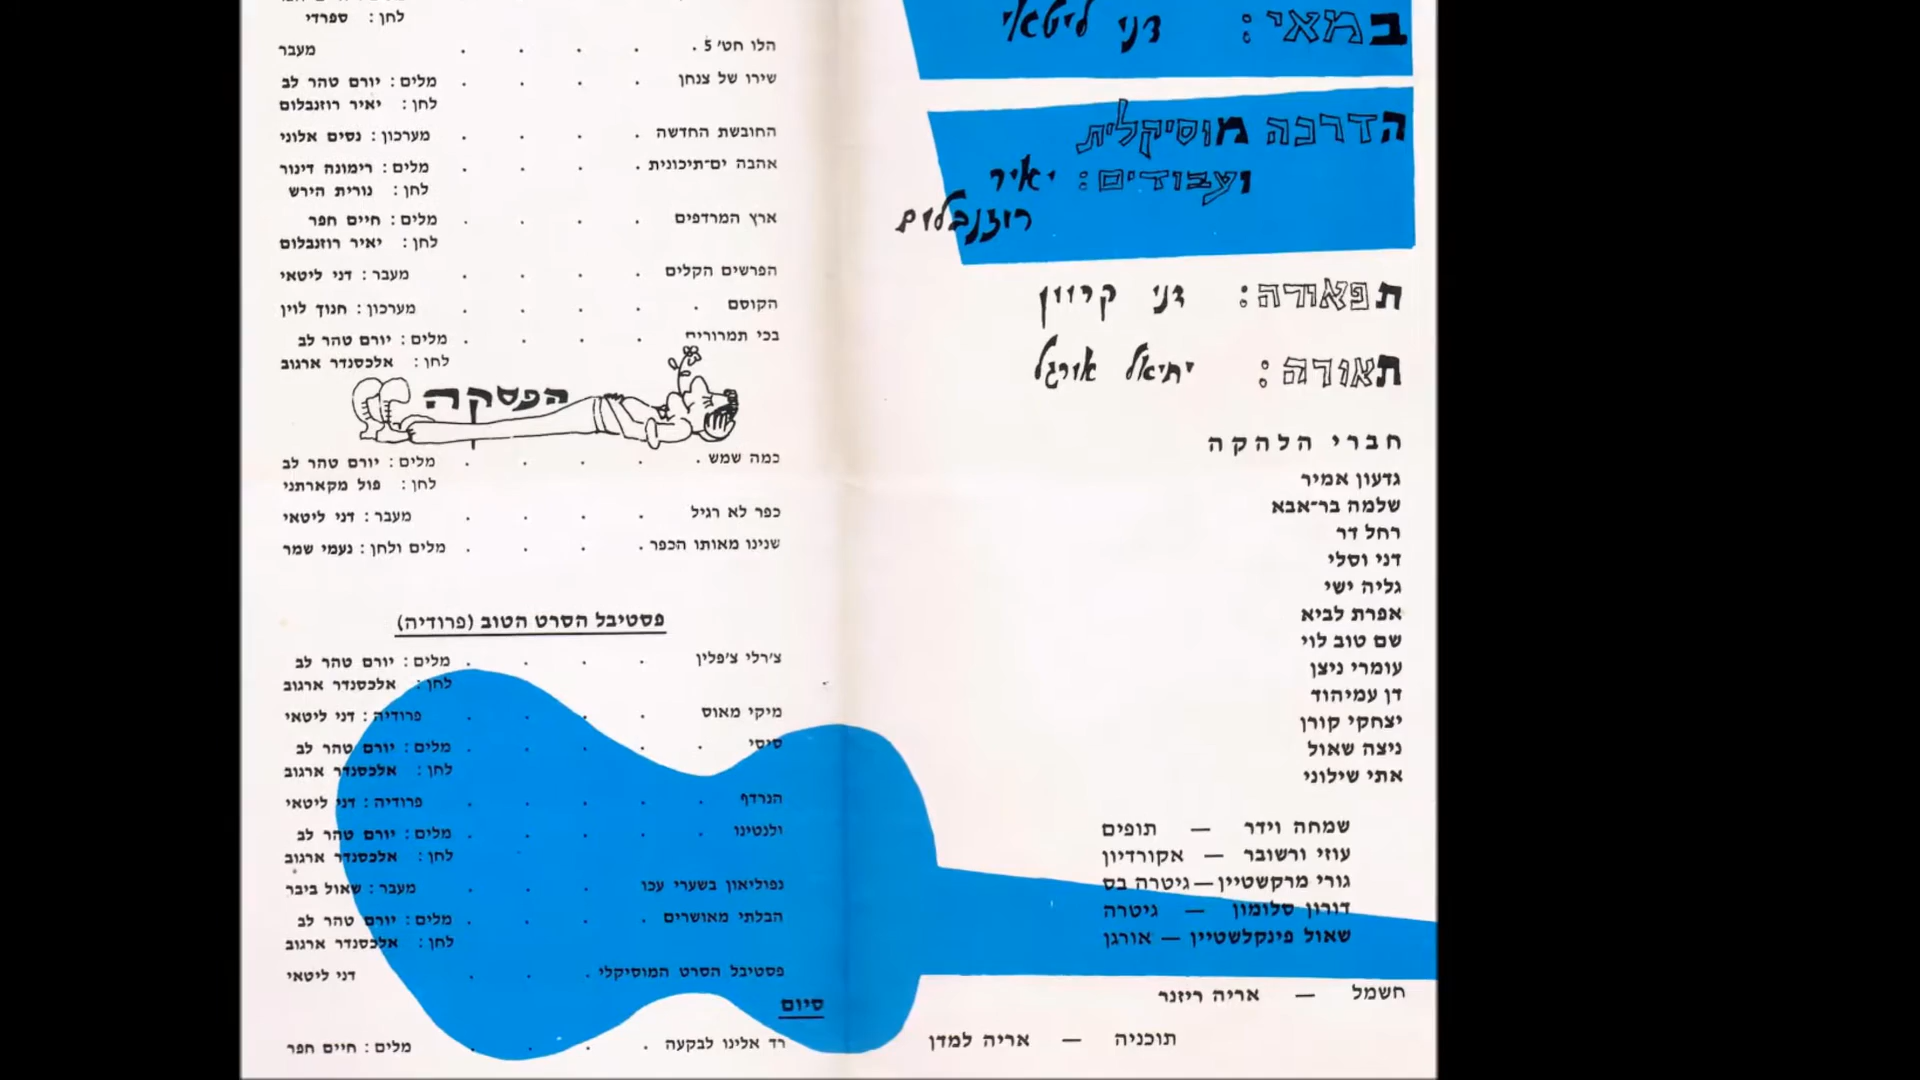 במאי: דני ליטאי
הדרכה מוסיקלית
ועבודים: יאיר
רוזנבלום
תפאורה: דני קרוון
תאורה: יחיאל אורגל
חברי הלהקה
גדעון אמיר
שלמה בר־אבא
רחל דר
דני וסלי
גליה ישי
אפרת לביא
שם טוב לוי
עומרי ניצן
דן עמיהוד
יצחקי קורן
ניצה שאול
אתי שילוני
שמחה וידר — תופים
עוזי ורשובר — אקורדיון
גורי מרקשטיין — גיטרה בס
דורון סלומון — גיטרה
שאול פינקלשטיין — אורגן
חשמל — אריה ריזנר
תוכניה — אריה למדן
לחן: ספרדי
הלו חט' 5 . . . . מעבר
שירו של צנחן . . . מלים: יורם טהר לב
לחן: יאיר רוזנבלום
החובשת החדשה . . . . מערכון: נסים אלוני
אהבה ים־תיכונית . . . . מלים: רימונה דינור
לחן: נורית הירש
ארץ המרדפים . . . . מלים: חיים חפר
לחן: יאיר רוזנבלום
הפרשים הקלים . . . . מעבר: דני ליטאי
הקוסם . . . . . מערכון: חנוך לוין
בכי תמרורים . . . . מלים: יורם טהר לב
לחן: אלכסנדר ארגוב
הפסקה
כמה שמש . . . . . מלים: יורם טהר לב
לחן: פול מקארתני
כפר לא רגיל . . . . מעבר: דני ליטאי
שנינו מאותו הכפר . . . . מלים ולחן: נעמי שמר
פסטיבל הסרט הטוב (פרודיה)
צ'רלי צ'פלין . . . . מלים: יורם טהר לב
לחן: אלכסנדר ארגוב
מיקי מאוס . . . . פרודיה: דני ליטאי
סיסי . . . . . מלים: יורם טהר לב
לחן: אלכסנדר ארגוב
הנרדף . . . . . פרודיה: דני ליטאי
ולנטינו . . . . . מלים: יורם טהר לב
לחן: אלכסנדר ארגוב
נפוליאון בשערי עכו . . . מעבר: שאול ביבר
הבלתי מאושרים . . . . מלים: יורם טהר לב
לחן: אלכסנדר ארגוב
פסטיבל הסרט המוסיקלי . . . דני ליטאי
סיום
רד אלינו לבקעה . . . . מלים: חיים חפר